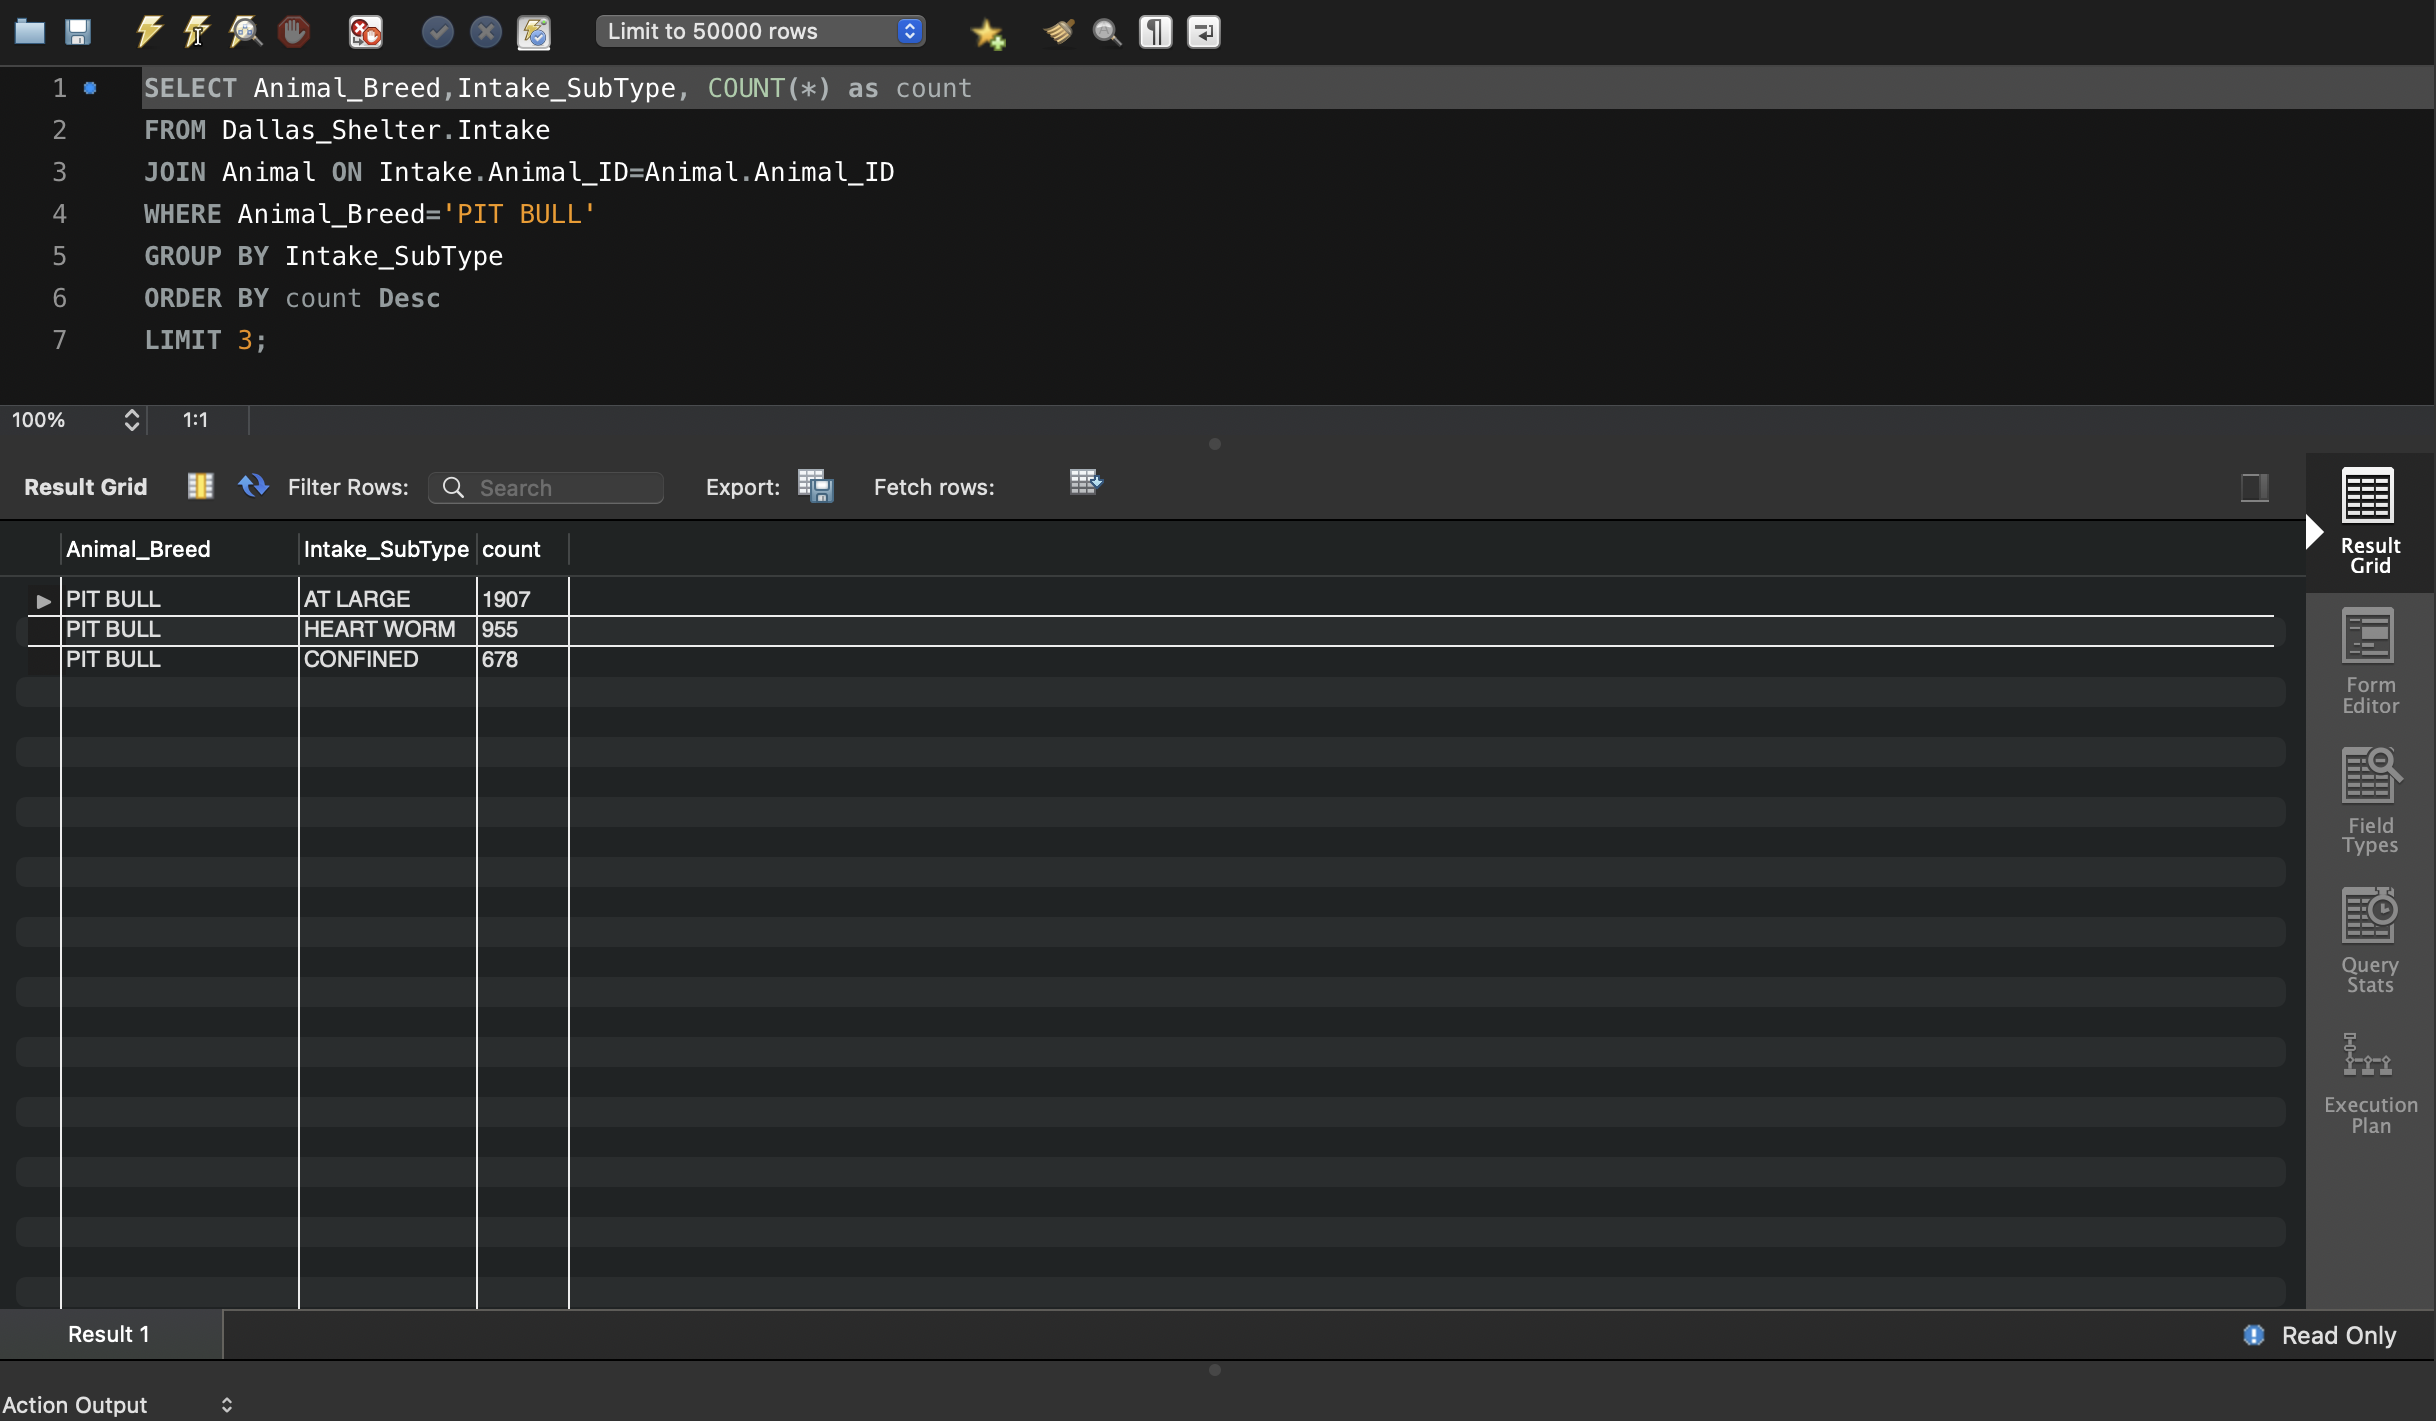 Limit to 50000 rows
1 SELECT Animal_Breed,Intake_SubType, COUNT(*) as count
2 FROM Dallas_Shelter.Intake
3 JOIN Animal ON Intake.Animal_ID=Animal.Animal_ID
4 WHERE Animal_Breed='PIT BULL'
5 GROUP BY Intake_SubType
6 ORDER BY count Desc
7 LIMIT 3;
100% 1:1
Result Grid Filter Rows: Search Export: Fetch rows:
Animal_Breed Intake_SubType count
PIT BULL AT LARGE 1907
PIT BULL HEART WORM 955
PIT BULL CONFINED 678
Result
Grid
Form
Editor
Field
Types
Query
Stats
Execution
Plan
Result 1 Read Only
Action Output